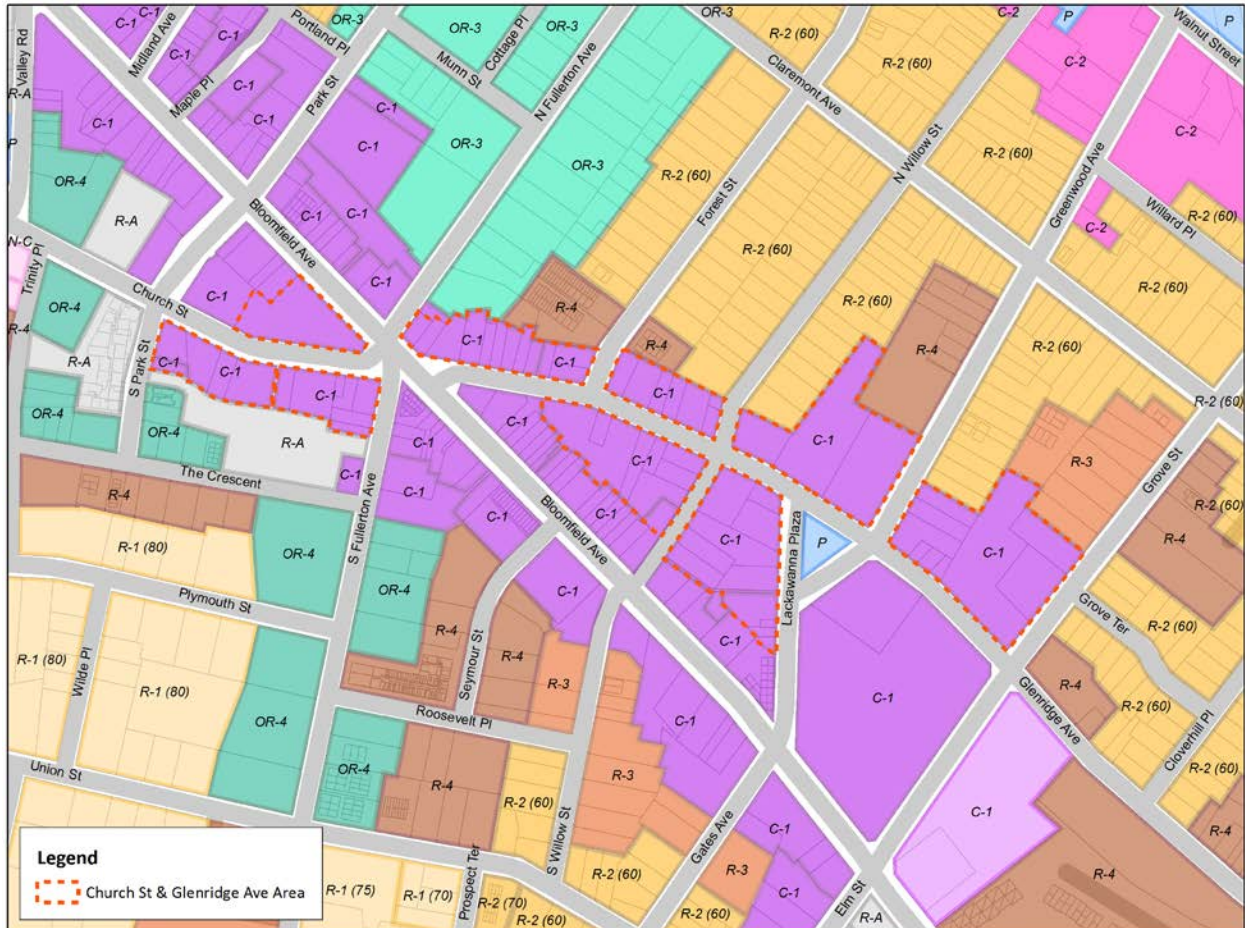 C-1
C-1
Portland Pl
OR-3
Cottage Pl
OR-3
OR-3
R-2 (60)
C-2
P
Walnut Street
Valley Rd
Midland Ave
C-1
C-1
Munn St
N Fullerton Ave
Claremont Ave
R-2 (60)
C-2
R-A
Maple Pl
C-1
Park St
C-1
C-2
P
C-1
C-1
C-1
OR-3
OR-3
N Willow St
Greenwood Ave
OR-4
R-A
R-2 (60)
Forest St
R-2 (60)
Willard Pl
R-2 (60)
C-1
Bloomfield Ave
C-1
C-1
C-2
N-C
Trinity Pl
Church St
C-1
C-1
R-2 (60)
R-2 (60)
R-2 (60)
OR-4
C-1
R-4
R-4
R-A
S Park St
C-1
C-1
C-1
C-1
C-1
R-4
C-1
R-4
R-2 (60)
R-2 (60)
OR-4
OR-4
R-A
C-1
C-1
C-1
C-1
C-1
R-3
Grove St
The Crescent
C-1
C-1
C-1
C-1
Bloomfield Ave
C-1
C-1
Lackawanna Plaza
P
C-1
R-2 (60)
R-4
R-4
R-1 (80)
OR-4
S Fullerton Ave
OR-4
C-1
Grove Ter
R-2 (60)
Plymouth St
R-4
Seymour St
R-4
C-1
R-1 (80)
Wilde Pl
R-1 (80)
OR-4
R-3
C-1
C-1
R-4
R-2 (60)
Glenridge Ave
Cloverhill Pl
Roosevelt Pl
OR-4
R-4
R-2 (60)
R-3
R-2 (60)
Union St
C-1
C-1
R-4
S Willow St
Gates Ave
R-2 (60)
R-3
C-1
R-4
Legend
Church St & Glenridge Ave Area
R-1 (75)
R-1 (70)
Prospect Ter
R-2 (70)
R-2 (60)
R-2 (60)
Elm St
R-A